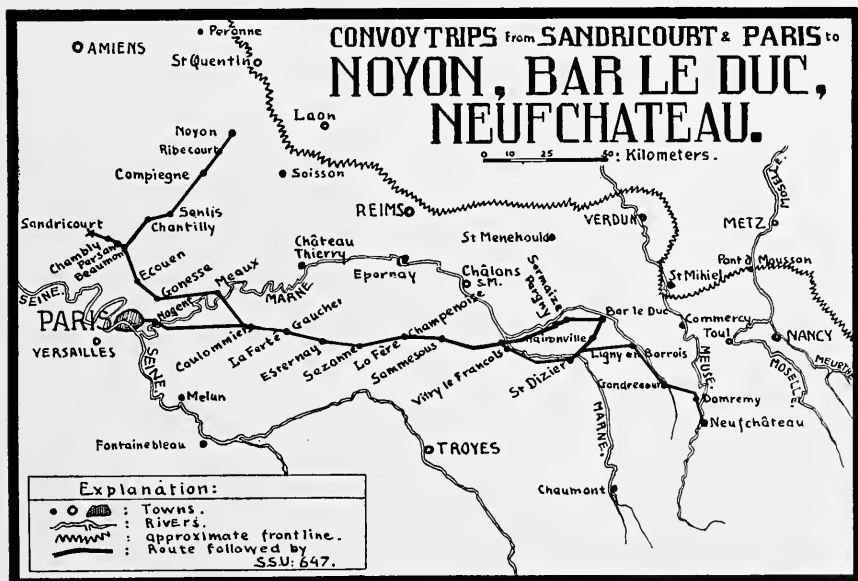 CONVOY TRIPS from SANDRICOURT & PARIS to
NOYON, BAR LE DUC,
NEUFCHATEAU.
0 10 25 50: Kilometers.
Peronne
AMIENS
St Quentin
Laon
Noyon
Ribecourt
Compiegne
Soisson
Senlis
Chantilly
Sandricourt
Chambly
Persan
Beaumont
Ecouen
Gonesse
Meaux
REIMS
VERDUN
METZ
MOSELLE
St Menehould
Château
Thierry
Epornay
Châlons
S.M.
MARNE
Sermaize
Pargny
Pont à Mousson
St Mihiel
SEINE.
PARIS
Nogent
VERSAILLES
SEINE
Coulommier
La Ferté
Gaucher
Esternay
Sezanne
La Fère
Champenoise
Sommesous
Vitry le Francois
Haironville
Bar le Duc
St Dizier
Ligny en Barrois
Gondrecourt
Commercy
Toul
NANCY
MEURTHE
MOSELLE.
MEUSE.
Domremy
Neufchâteau
MARNE.
Melun
Fontainebleau
TROYES
Chaumont
Explanation:
: Towns.
: Rivers.
: approximate frontline.
: Route followed by
S.S.U: 647.